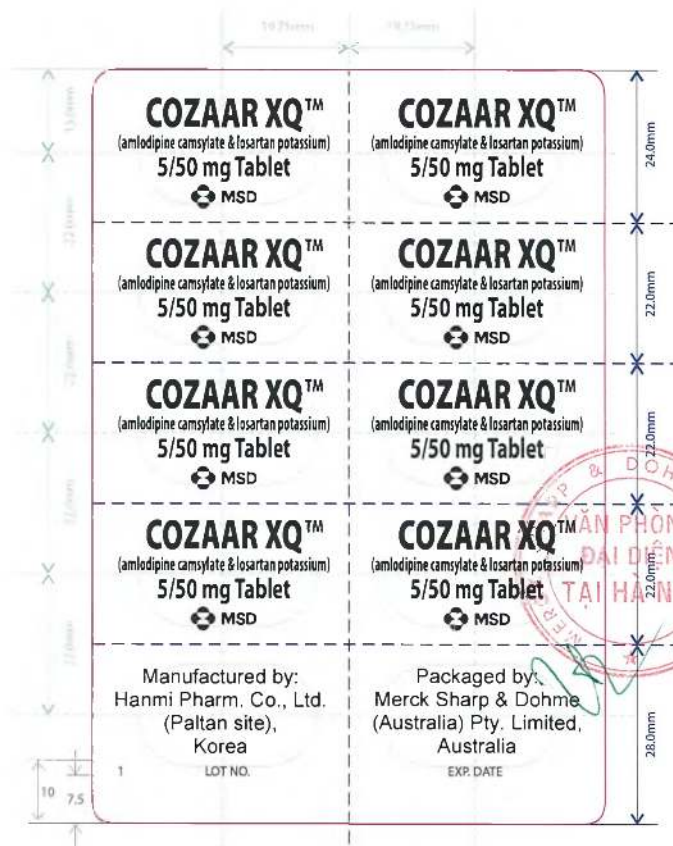 COZAAR XQ™
(amlodipine camsylate & losartan potassium)
5/50 mg Tablet
MSD
COZAAR XQ™
(amlodipine camsylate & losartan potassium)
5/50 mg Tablet
MSD
24.0mm
COZAAR XQ™
(amlodipine camsylate & losartan potassium)
5/50 mg Tablet
MSD
COZAAR XQ™
(amlodipine camsylate & losartan potassium)
5/50 mg Tablet
MSD
22.0mm
COZAAR XQ™
(amlodipine camsylate & losartan potassium)
5/50 mg Tablet
MSD
COZAAR XQ™
(amlodipine camsylate & losartan potassium)
5/50 mg Tablet
MSD
22.0mm
COZAAR XQ™
(amlodipine camsylate & losartan potassium)
5/50 mg Tablet
MSD
COZAAR XQ™
(amlodipine camsylate & losartan potassium)
5/50 mg Tablet
MSD
22.0mm
& DOH
VĂN PHÒN
ĐẠI DIỆN
TẠI HÀ N
Manufactured by:
Hanmi Pharm. Co., Ltd.
(Paltan site),
Korea
1
LOT NO.
Packaged by:
Merck Sharp & Dohme
(Australia) Pty. Limited,
Australia
EXP. DATE
28.0mm
10
7.5